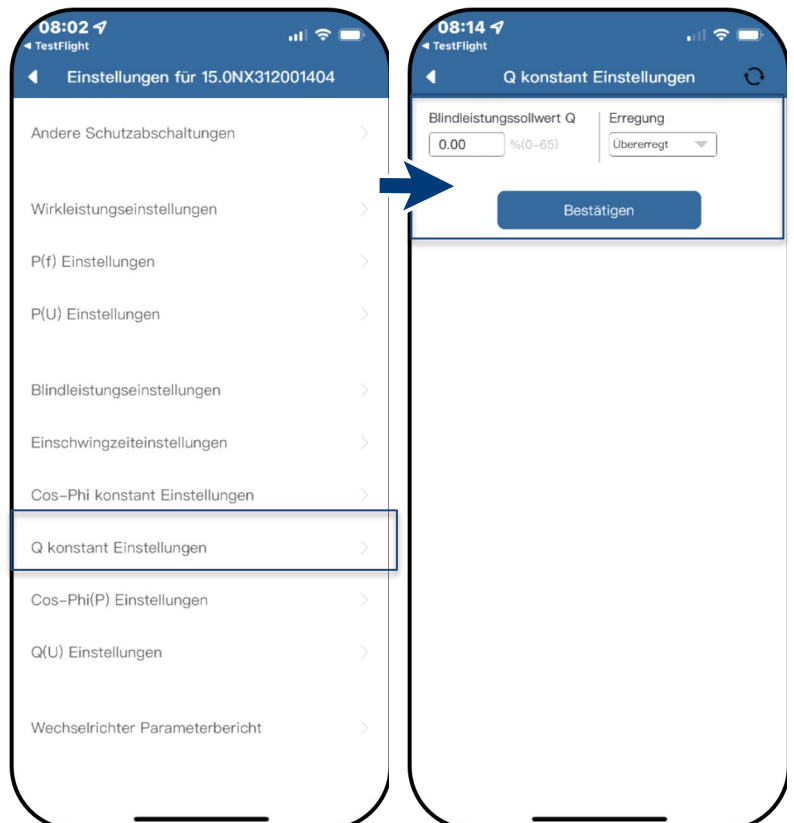 08:02
◄ TestFlight
Einstellungen für 15.0NX312001404
Andere Schutzabschaltungen
Wirkleistungseinstellungen
P(f) Einstellungen
P(U) Einstellungen
Blindleistungseinstellungen
Einschwingzeiteinstellungen
Cos-Phi konstant Einstellungen
Q konstant Einstellungen
Cos-Phi(P) Einstellungen
Q(U) Einstellungen
Wechselrichter Parameterbericht
08:14
◄ TestFlight
Q konstant Einstellungen
Blindleistungssollwert Q
0.00 %(0-65)
Erregung
Übererregt
Bestätigen